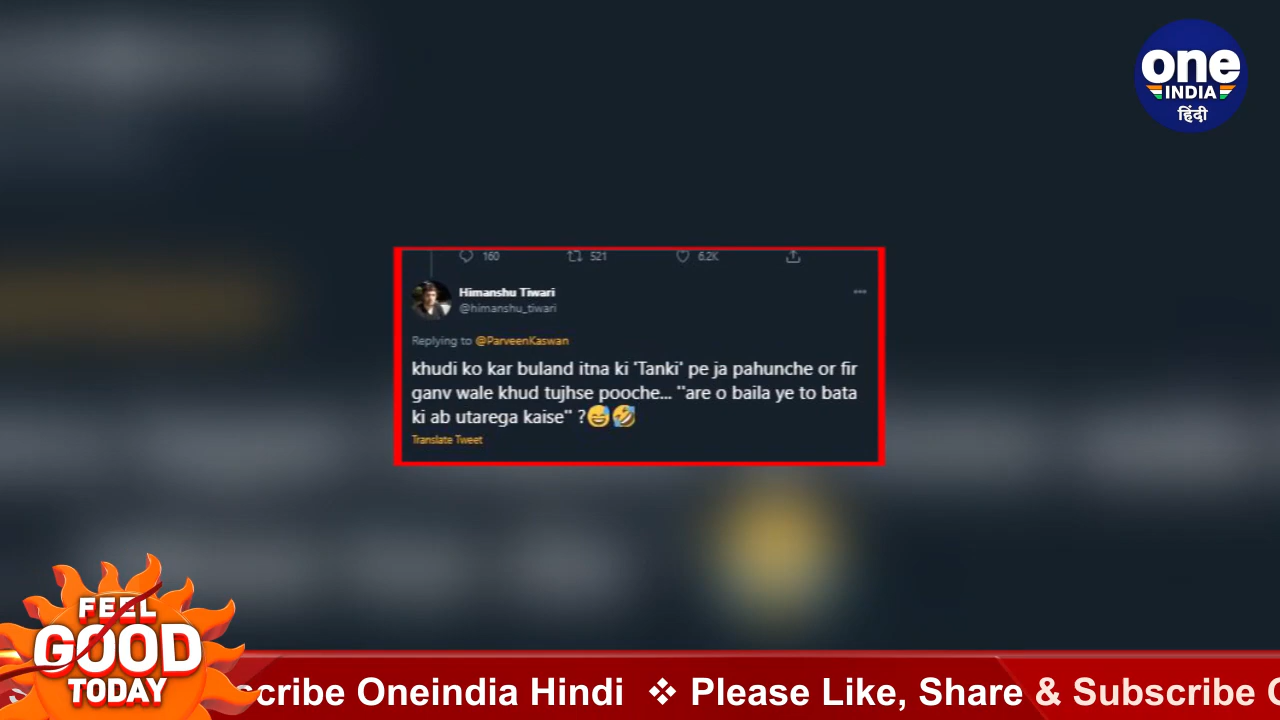 one
INDIA
हिंदी
160 521 6.2K
Himanshu Tiwari
@himanshu_tiwari
Replying to @ParveenKaswan
khudi ko kar buland itna ki 'Tanki' pe ja pahunche or fir
ganv wale khud tujhse pooche... "are o baila ye to bata
ki ab utarega kaise" ?😅🤣
Translate Tweet
FEEL
GOOD
TODAY
scribe Oneindia Hindi ❖ Please Like, Share & Subscribe